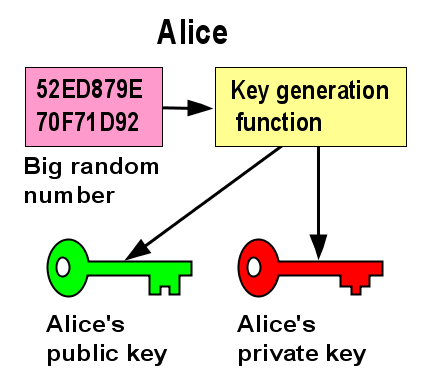 Alice
52ED879E
70F71D92
Key generation
function
Big random
number
Alice's
public key
Alice's
private key